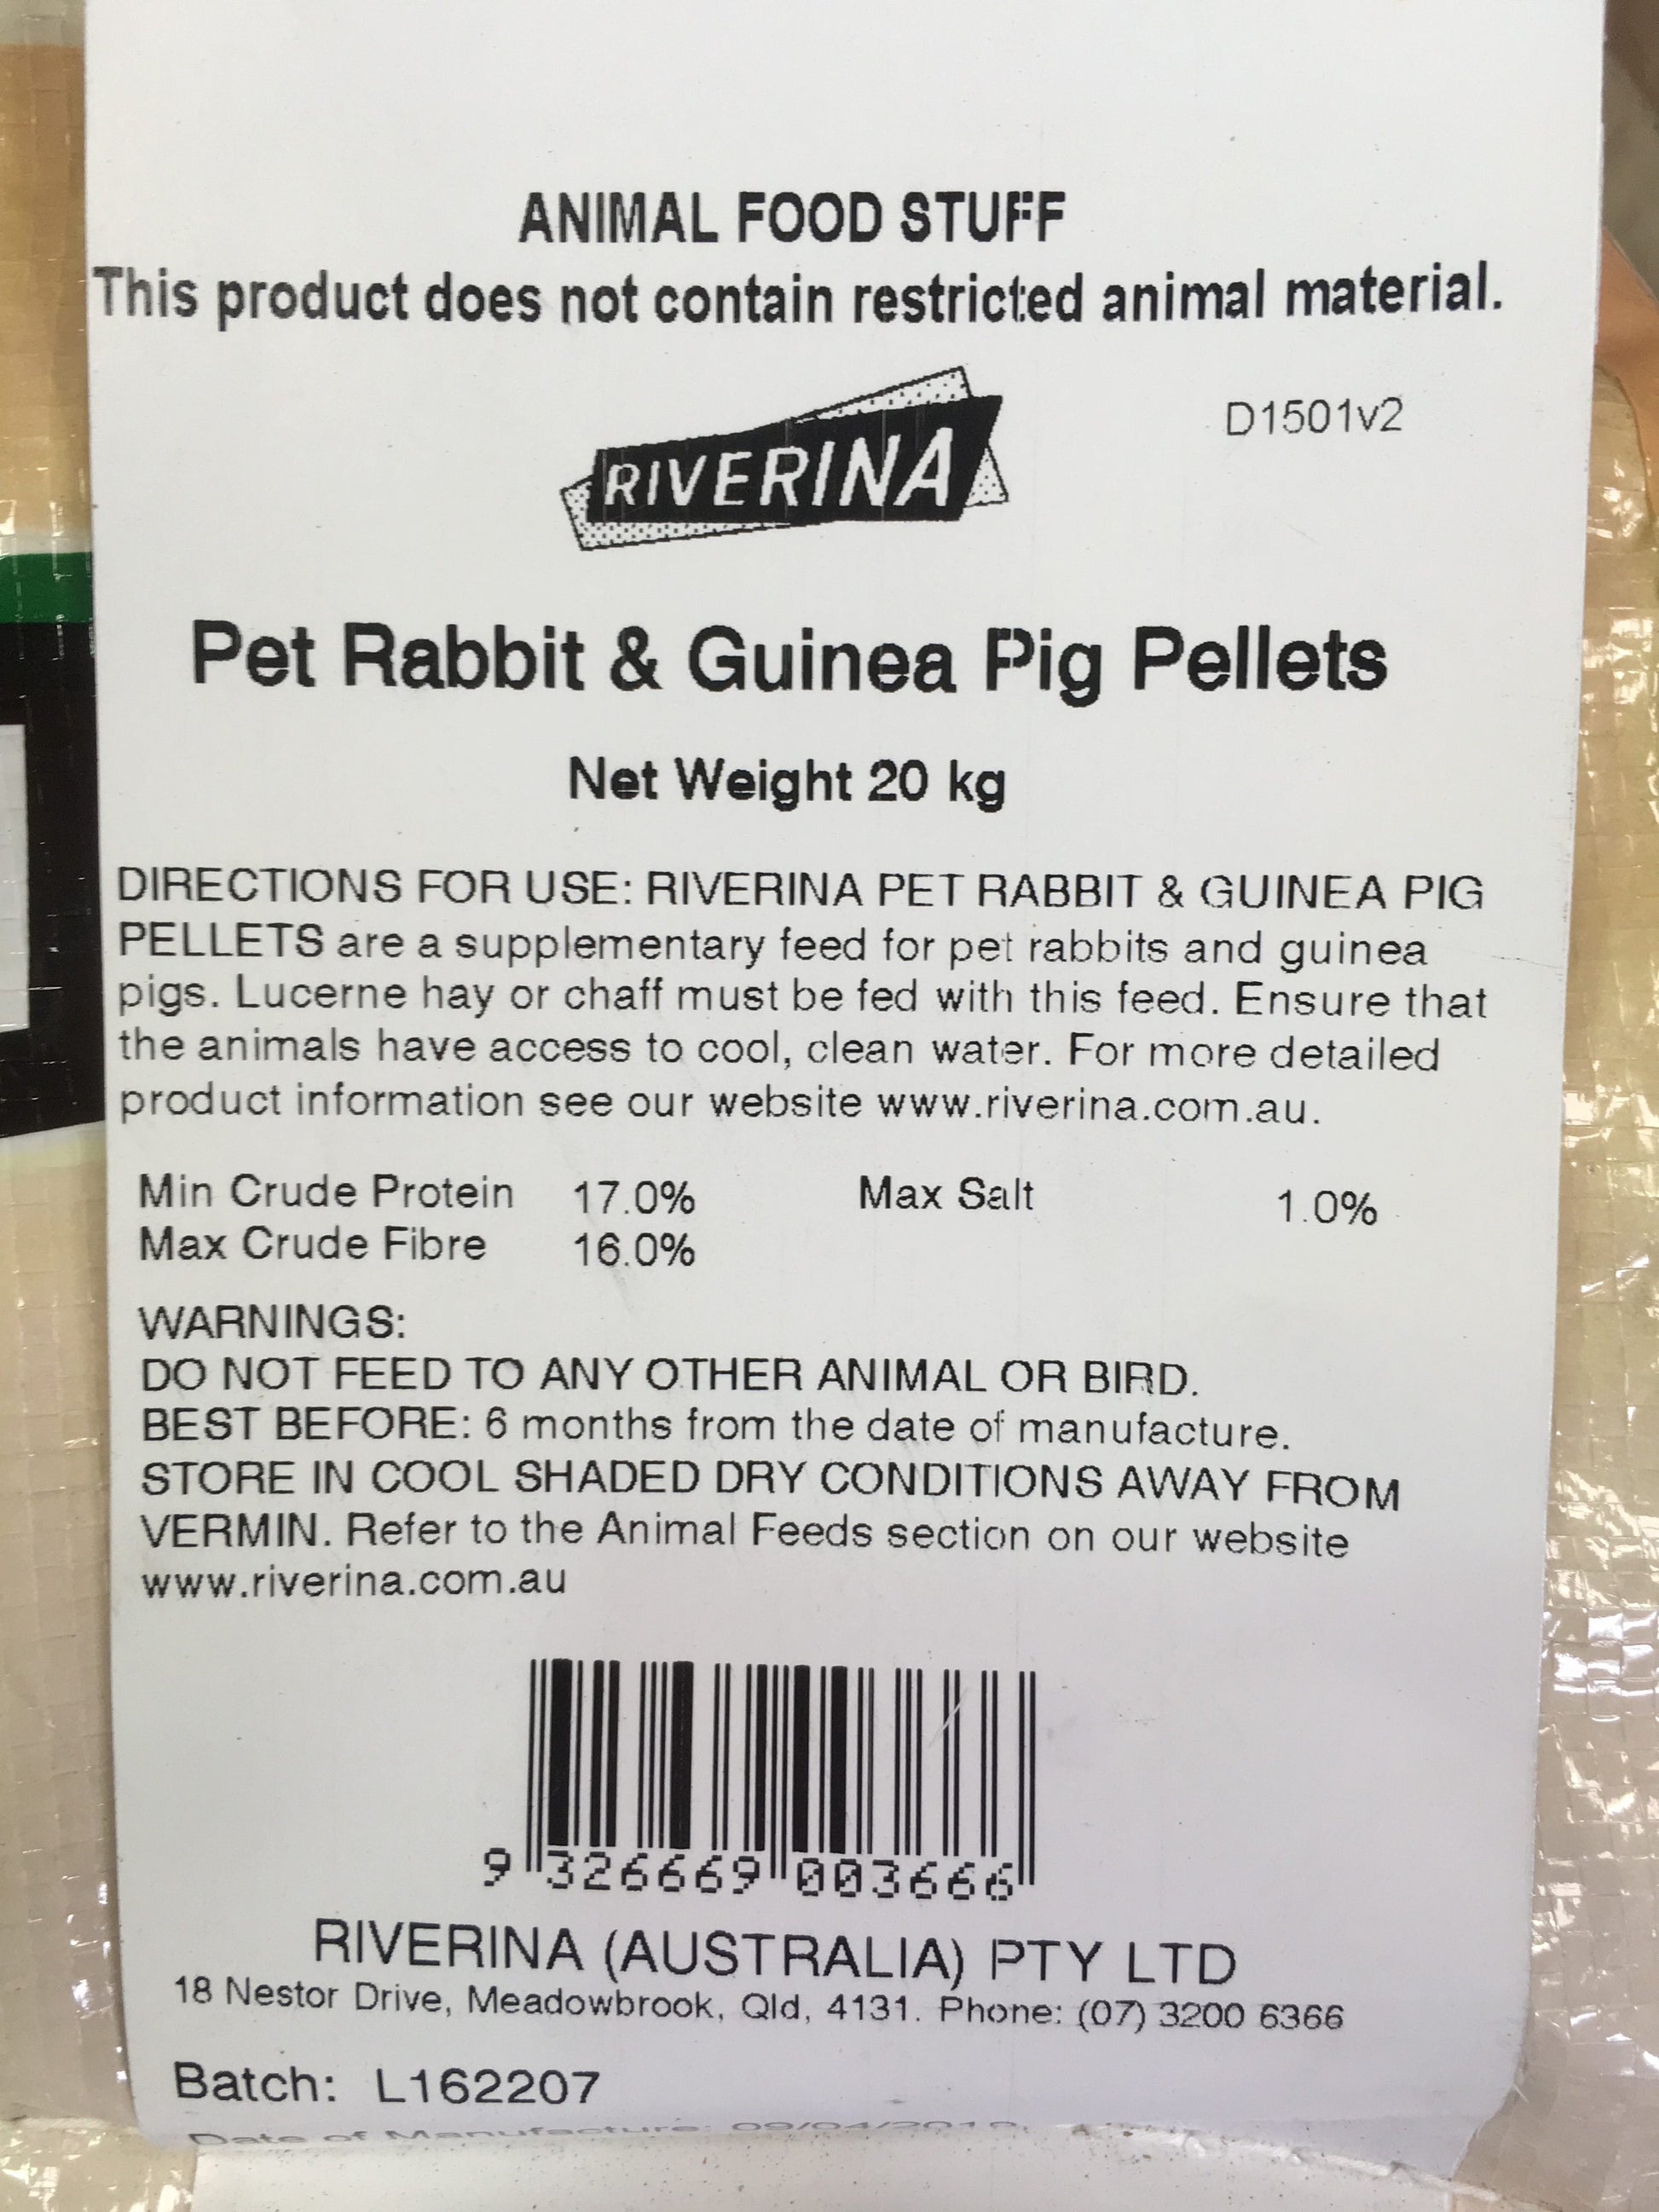 ANIMAL FOOD STUFF
This product does not contain restricted animal material.
RIVERINA
D1501v2
Pet Rabbit & Guinea Pig Pellets
Net Weight 20 kg
DIRECTIONS FOR USE: RIVERINA PET RABBIT & GUINEA PIG
PELLETS are a supplementary feed for pet rabbits and guinea
pigs. Lucerne hay or chaff must be fed with this feed. Ensure that
the animals have access to cool, clean water. For more detailed
product information see our website www.riverina.com.au.
Min Crude Protein 17.0% Max Salt 1.0%
Max Crude Fibre 16.0%
WARNINGS:
DO NOT FEED TO ANY OTHER ANIMAL OR BIRD.
BEST BEFORE: 6 months from the date of manufacture.
STORE IN COOL SHADED DRY CONDITIONS AWAY FROM
VERMIN. Refer to the Animal Feeds section on our website
www.riverina.com.au
9 326669 003666
RIVERINA (AUSTRALIA) PTY LTD
18 Nestor Drive, Meadowbrook, Qld, 4131. Phone: (07) 3200 6366
Batch: L162207
Date of Manufacture: